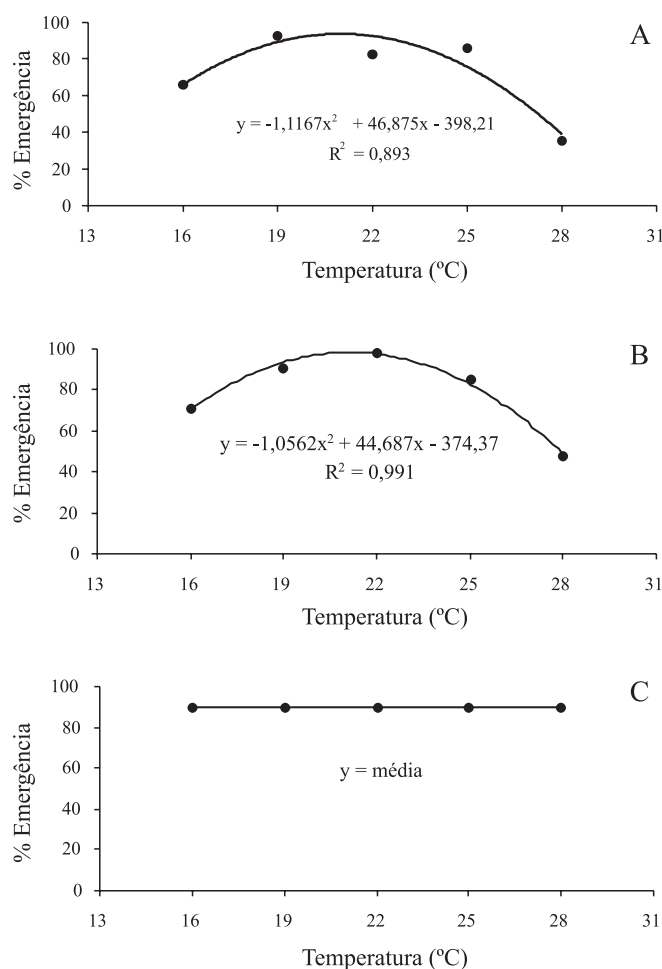 A
100
80
60
40
20
0
% Emergência
y = -1,1167x² + 46,875x - 398,21
R² = 0,893
13 16 19 22 25 28 31
Temperatura (ºC)
B
100
80
60
40
20
0
% Emergência
y = -1,0562x² + 44,687x - 374,37
R² = 0,991
13 16 19 22 25 28 31
Temperatura (ºC)
C
100
80
60
40
20
0
% Emergência
y = média
13 16 19 22 25 28 31
Temperatura (ºC)